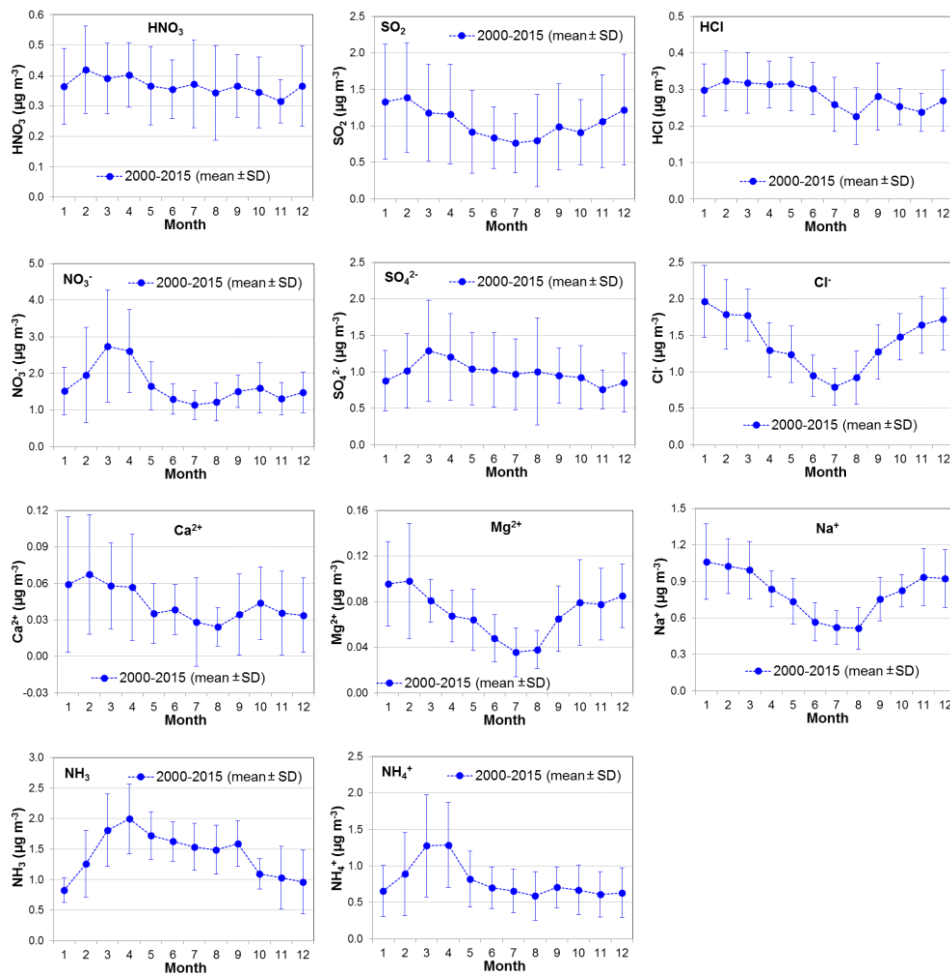 HNO₃
HNO₃ (µg m⁻³)
0.6
0.5
0.4
0.3
0.2
0.1
0.0
2000-2015 (mean ± SD)
1 2 3 4 5 6 7 8 9 10 11 12
Month
SO₂
SO₂ (µg m⁻³)
2.5
2.0
1.5
1.0
0.5
0.0
2000-2015 (mean ± SD)
1 2 3 4 5 6 7 8 9 10 11 12
Month
HCl
HCl (µg m⁻³)
0.5
0.4
0.3
0.2
0.1
0.0
2000-2015 (mean ± SD)
1 2 3 4 5 6 7 8 9 10 11 12
Month
NO₃⁻
NO₃⁻ (µg m⁻³)
5.0
4.0
3.0
2.0
1.0
0.0
2000-2015 (mean ± SD)
1 2 3 4 5 6 7 8 9 10 11 12
Month
SO₄²⁻
SO₄²⁻ (µg m⁻³)
2.5
2.0
1.5
1.0
0.5
0.0
2000-2015 (mean ± SD)
1 2 3 4 5 6 7 8 9 10 11 12
Month
Cl⁻
Cl⁻ (µg m⁻³)
2.5
2.0
1.5
1.0
0.5
0.0
2000-2015 (mean ± SD)
1 2 3 4 5 6 7 8 9 10 11 12
Month
Ca²⁺
Ca²⁺ (µg m⁻³)
0.12
0.09
0.06
0.03
0.00
-0.03
2000-2015 (mean ± SD)
1 2 3 4 5 6 7 8 9 10 11 12
Month
Mg²⁺
Mg²⁺ (µg m⁻³)
0.16
0.12
0.08
0.04
0.00
2000-2015 (mean ± SD)
1 2 3 4 5 6 7 8 9 10 11 12
Month
Na⁺
Na⁺ (µg m⁻³)
1.5
1.2
0.9
0.6
0.3
0.0
2000-2015 (mean ± SD)
1 2 3 4 5 6 7 8 9 10 11 12
Month
NH₃
NH₃ (µg m⁻³)
3.0
2.5
2.0
1.5
1.0
0.5
0.0
2000-2015 (mean ± SD)
1 2 3 4 5 6 7 8 9 10 11 12
Month
NH₄⁺
NH₄⁺ (µg m⁻³)
2.5
2.0
1.5
1.0
0.5
0.0
2000-2015 (mean ± SD)
1 2 3 4 5 6 7 8 9 10 11 12
Month